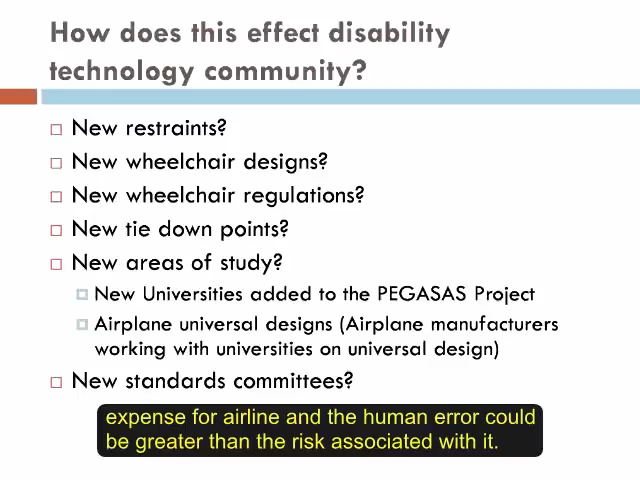 How does this effect disability
technology community?
New restraints?
New wheelchair designs?
New wheelchair regulations?
New tie down points?
New areas of study?
New Universities added to the PEGASAS Project
Airplane universal designs (Airplane manufacturers
working with universities on universal design)
New standards committees?
expense for airline and the human error could
be greater than the risk associated with it.